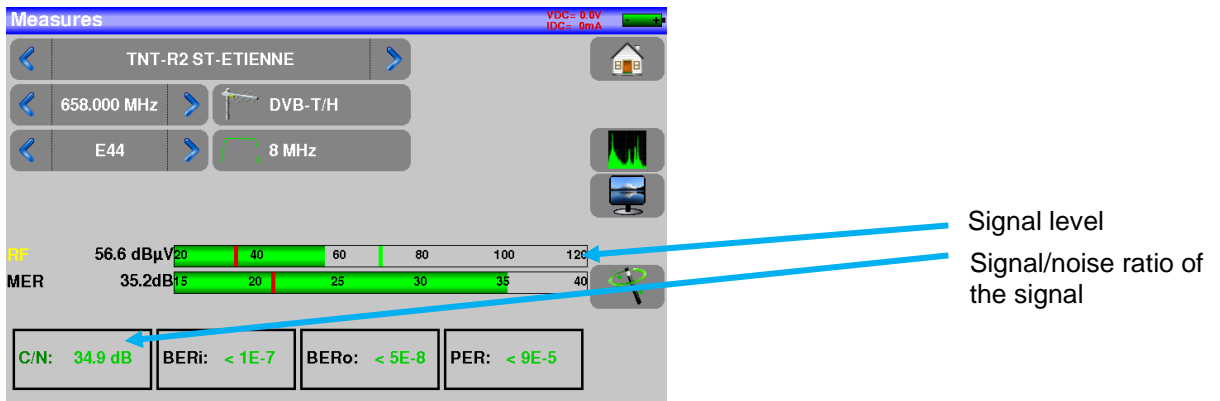 Measures
VDC= 0.0V
IDC= 0mA
- +
TNT-R2 ST-ETIENNE
658.000 MHz
DVB-T/H
E44
8 MHz
RF 56.6 dBµV 20 40 60 80 100 120
MER 35.2dB 15 20 25 30 35 40
C/N: 34.9 dB
BERi: < 1E-7
BERo: < 5E-8
PER: < 9E-5
Signal level
Signal/noise ratio of
the signal